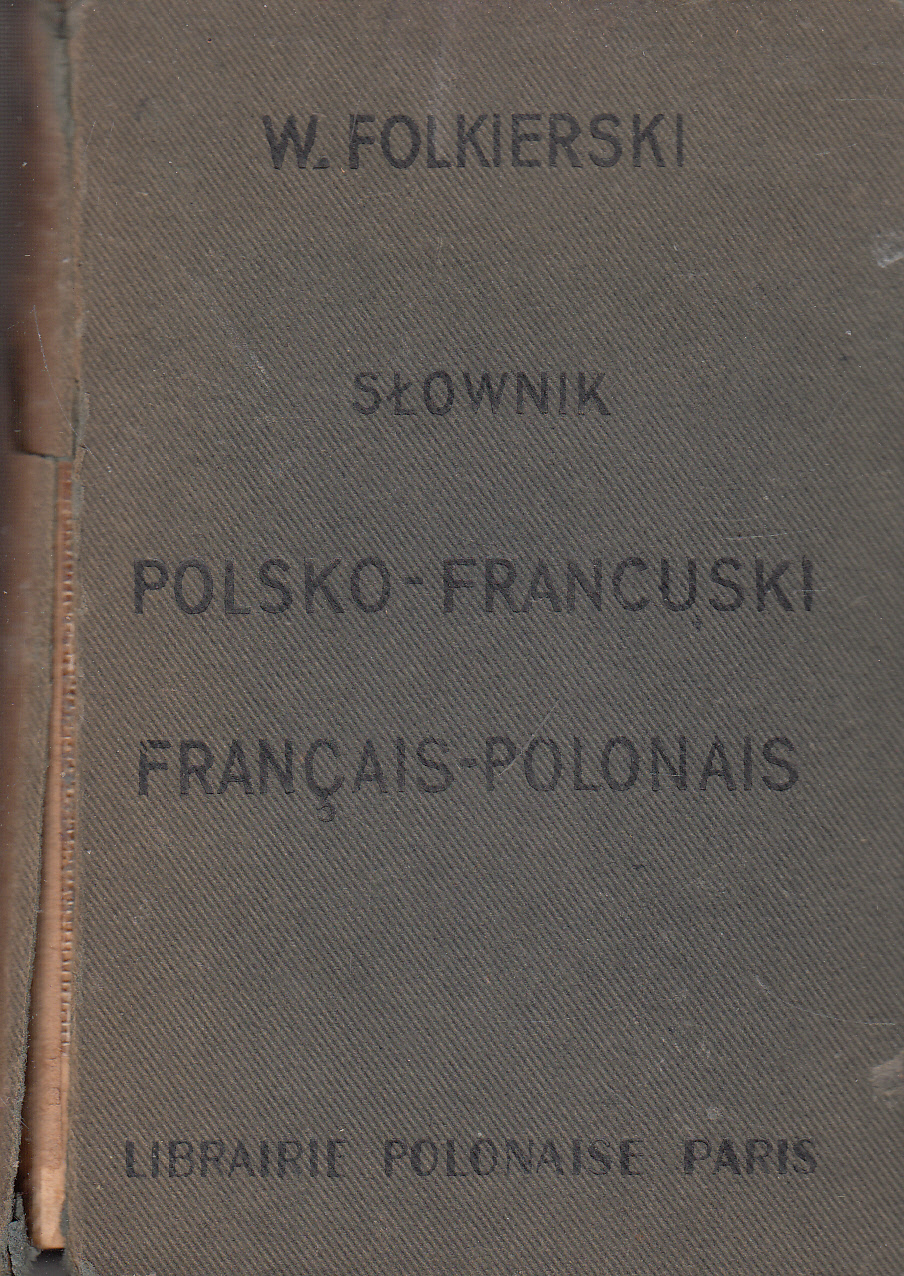 W. FOLKIERSKI
SŁOWNIK
POLSKO-FRANCUSKI
FRANÇAIS-POLONAIS
LIBRAIRIE POLONAISE PARIS